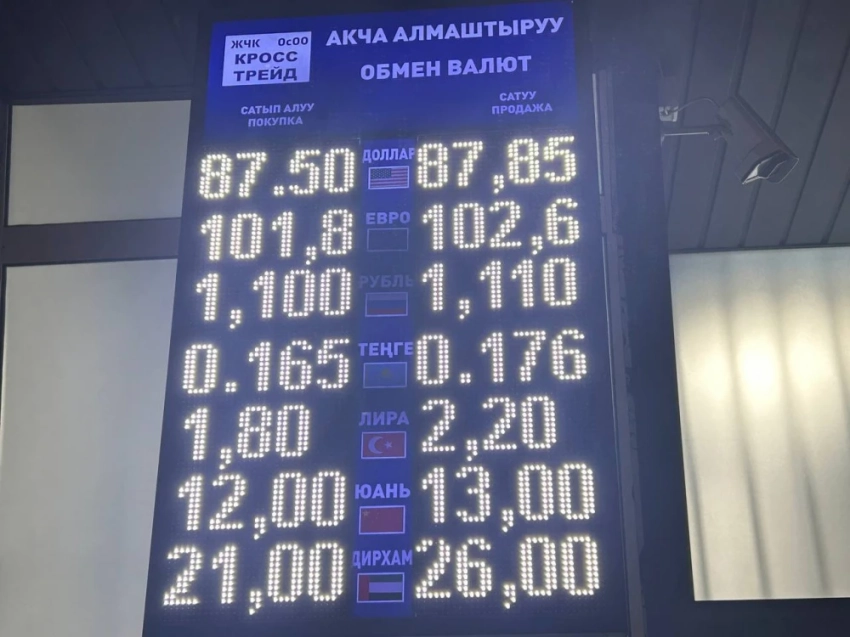 ЖЧК ОсОО
КРОСС
ТРЕЙД
АКЧА АЛМАШТЫРУУ
ОБМЕН ВАЛЮТ
САТЫП АЛУУ
ПОКУПКА
САТУУ
ПРОДАЖА
87.50 ДОЛЛАР 87,85
101,8 ЕВРО 102,6
1,100 РУБЛЬ 1,110
0.165 ТЕҢГЕ 0.176
1,80 ЛИРА 2,20
12,00 ЮАНЬ 13,00
21,00 ДИРХАМ 26,00